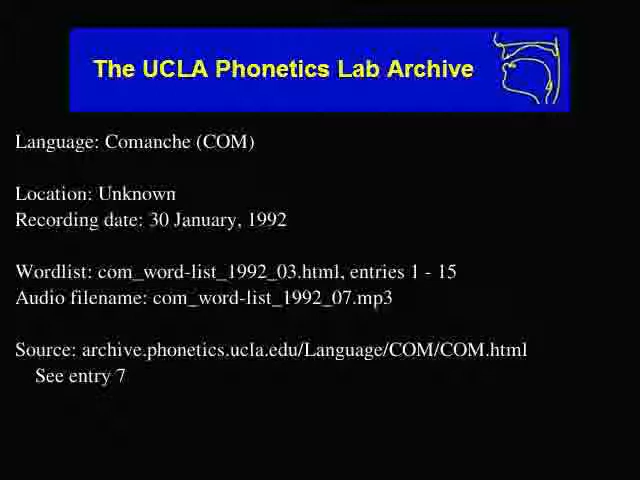 The UCLA Phonetics Lab Archive
Language: Comanche (COM)
Location: Unknown
Recording date: 30 January, 1992
Wordlist: com_word-list_1992_03.html, entries 1 - 15
Audio filename: com_word-list_1992_07.mp3
Source: archive.phonetics.ucla.edu/Language/COM/COM.html
See entry 7